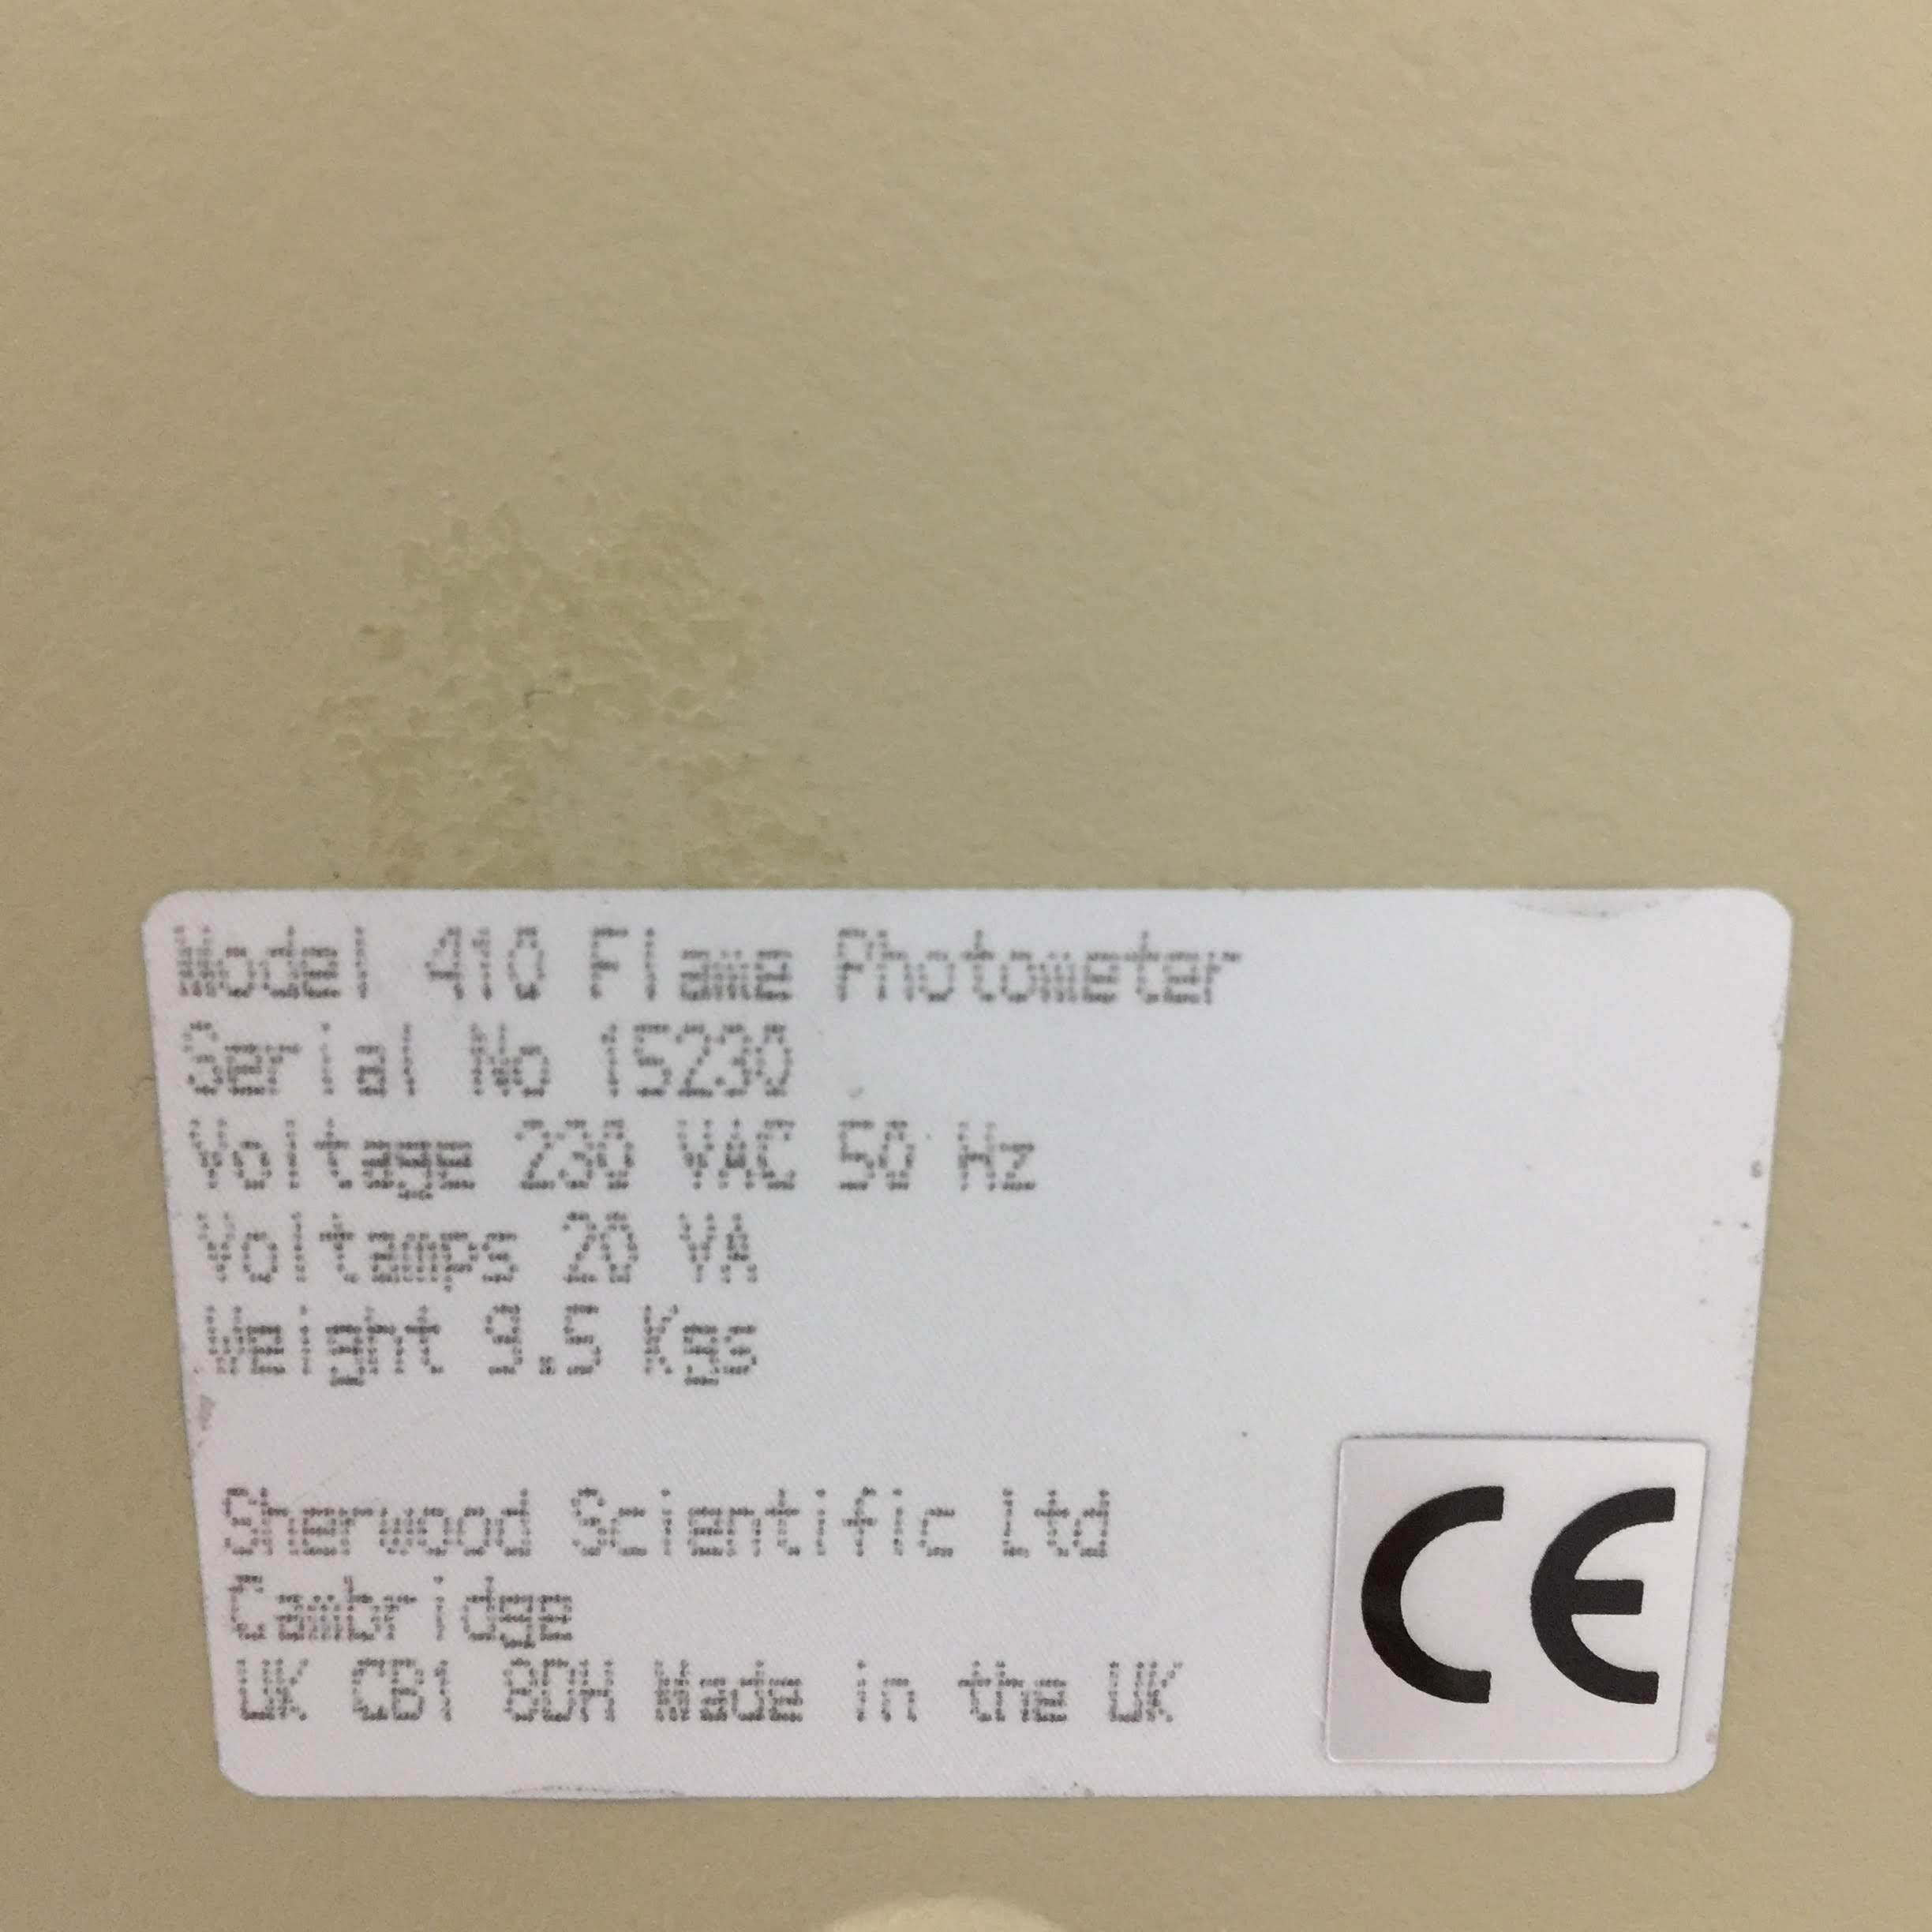 Model 410 Flame Photometer
Serial No 15230
Voltage 230 VAC 50 Hz
Voltamps 20 VA
Weight 9.5 Kgs
Sherwood Scientific Ltd
Cambridge
UK CB1 8DH Made in the UK
CE